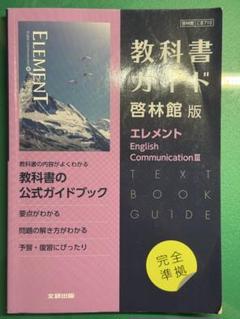 ELEMENT
啓林館
教科書
ガイド
啓林館 版
エレメント
English
Communication Ⅲ
TEXT
BOOK
GUIDE
完全
準拠
教科書の内容がよくわかる
教科書の
公式ガイドブック
要点がわかる
問題の解き方がわかる
予習・復習にぴったり
文研出版